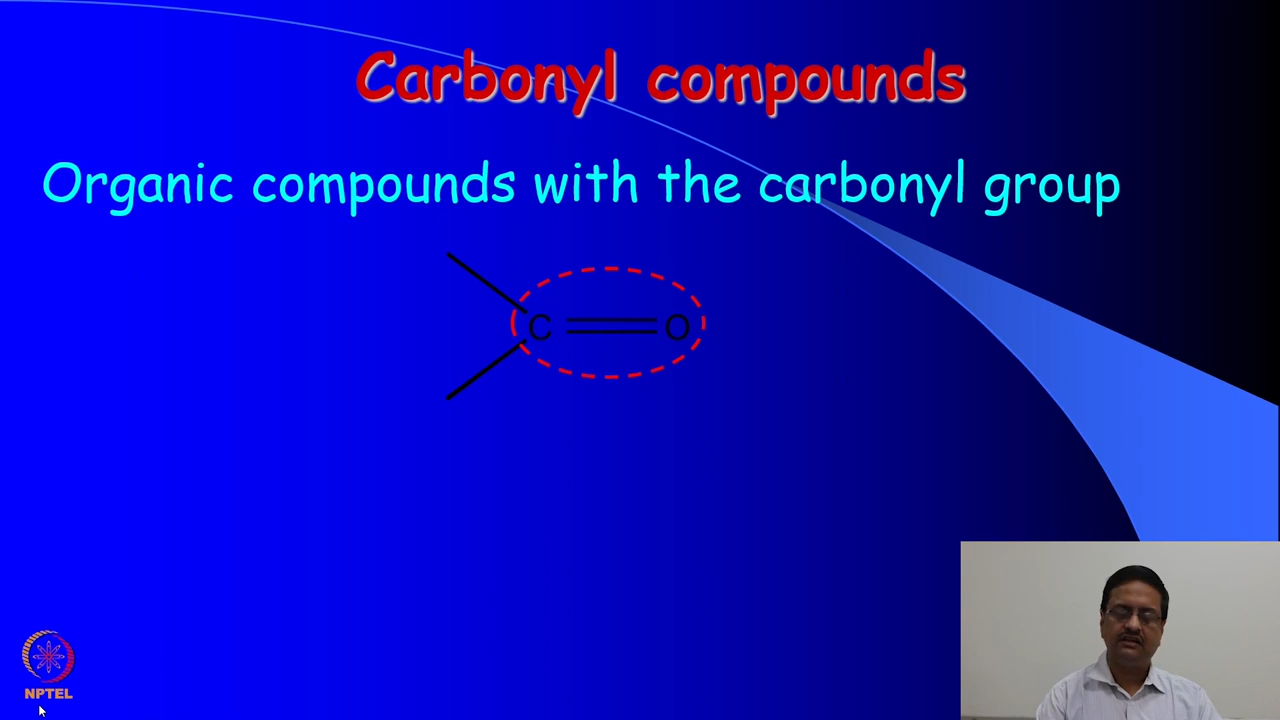 Carbonyl compounds
Organic compounds with the carbonyl group
C O
NPTEL